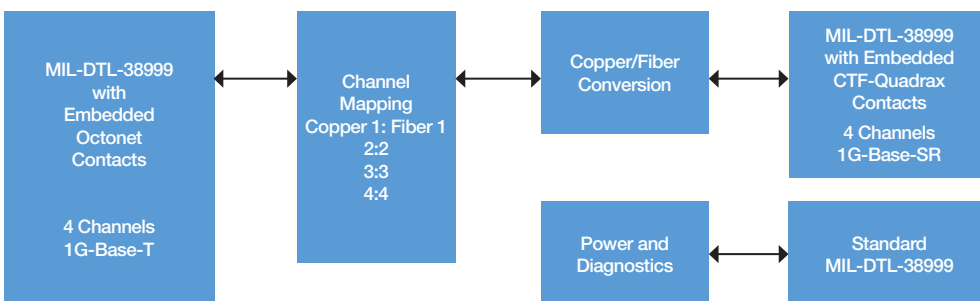 MIL-DTL-38999
with
Embedded
Octonet
Contacts
4 Channels
1G-Base-T
Channel
Mapping
Copper 1: Fiber 1
2:2
3:3
4:4
Copper/Fiber
Conversion
MIL-DTL-38999
with Embedded
CTF-Quadrax
Contacts
4 Channels
1G-Base-SR
Power and
Diagnostics
Standard
MIL-DTL-38999